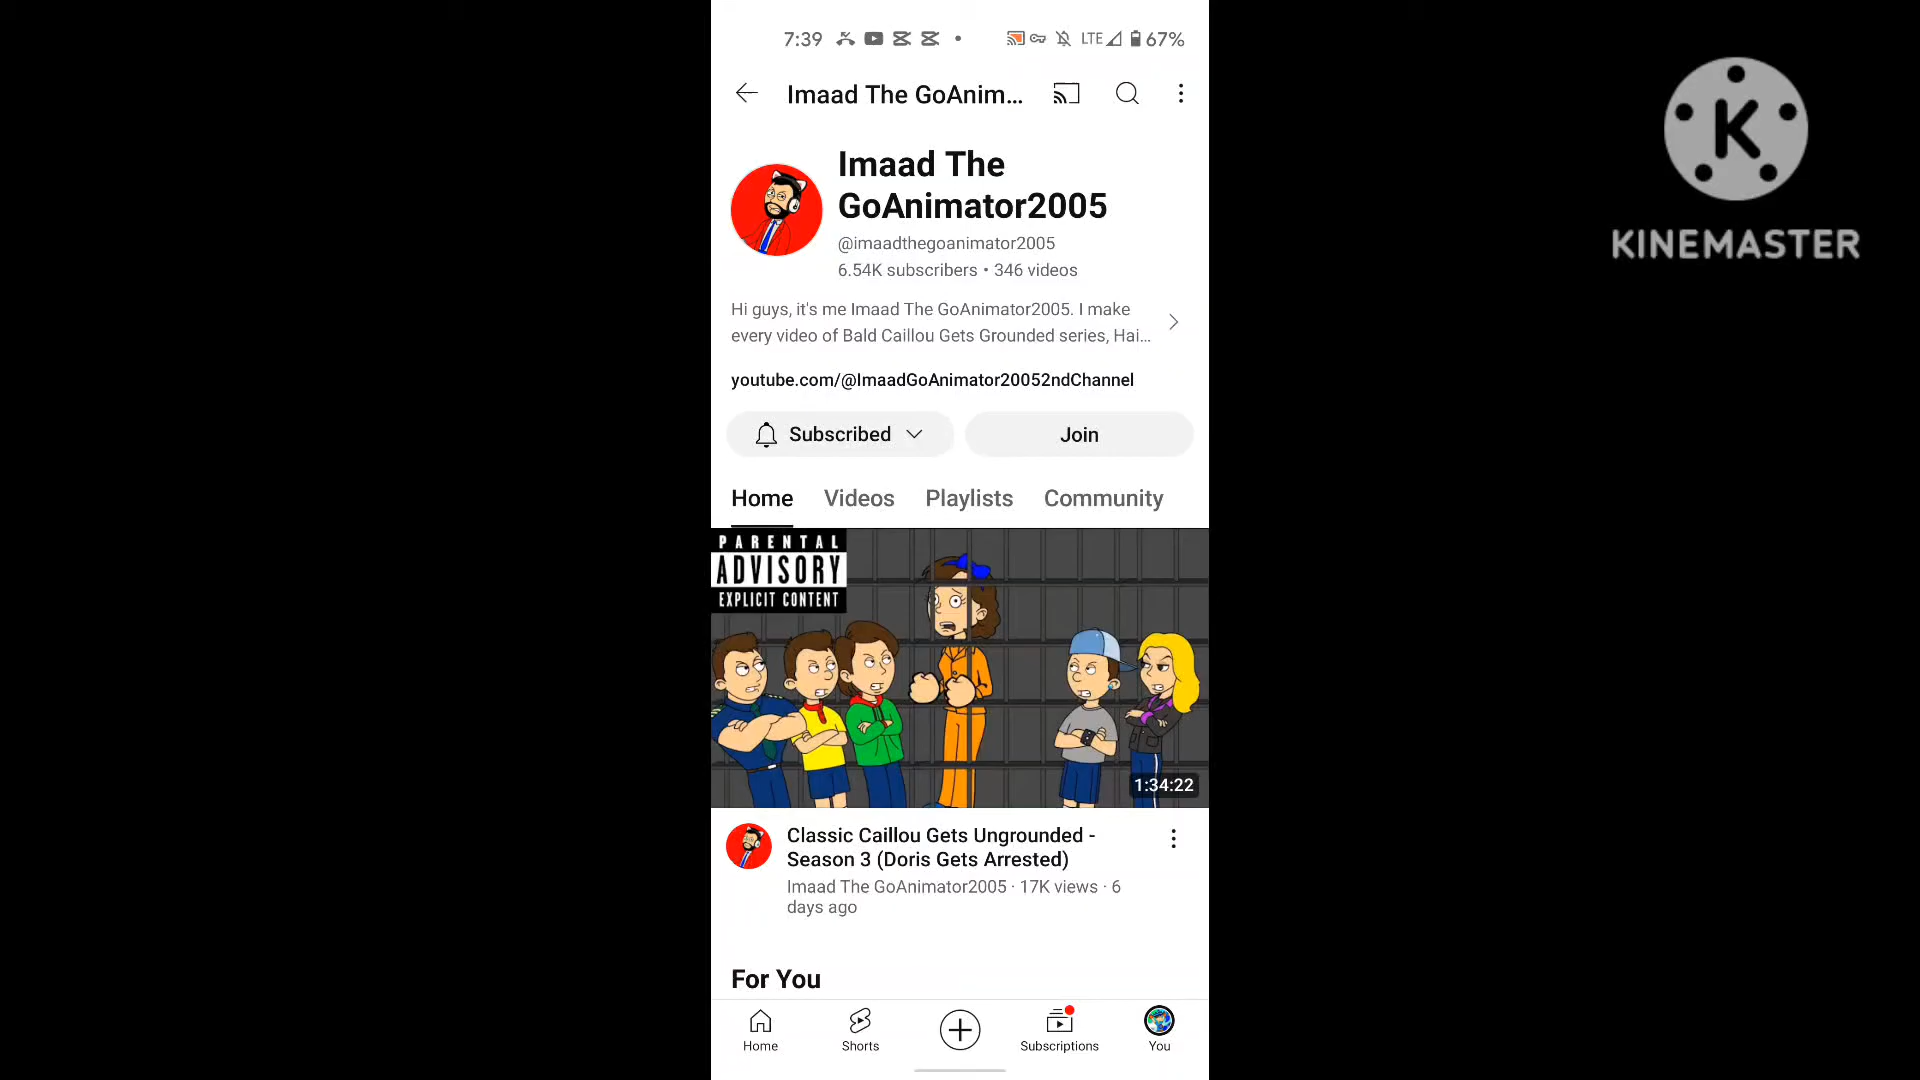 7:39
LTE 67%
Imaad The GoAnim...
Imaad The
GoAnimator2005
@imaadthegoanimator2005
6.54K subscribers • 346 videos
Hi guys, it's me Imaad The GoAnimator2005. I make
every video of Bald Caillou Gets Grounded series, Hai...
youtube.com/@ImaadGoAnimator20052ndChannel
Subscribed
Join
Home Videos Playlists Community
PARENTAL
ADVISORY
EXPLICIT CONTENT
1:34:22
Classic Caillou Gets Ungrounded -
Season 3 (Doris Gets Arrested)
Imaad The GoAnimator2005 · 17K views · 6
days ago
For You
Home Shorts Subscriptions You
K
KINEMASTER